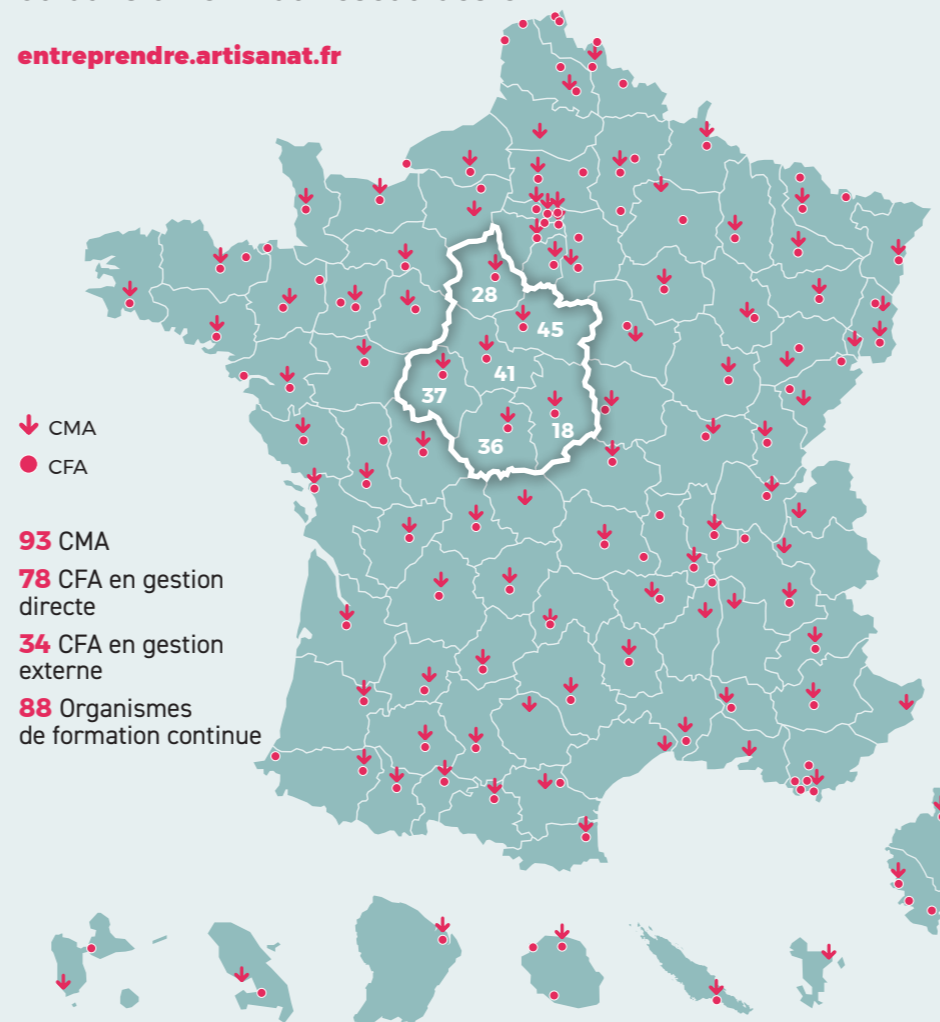 entreprendre.artisanat.fr
28
45
41
37
36
18
CMA
CFA
93 CMA
78 CFA en gestion
directe
34 CFA en gestion
externe
88 Organismes
de formation continue